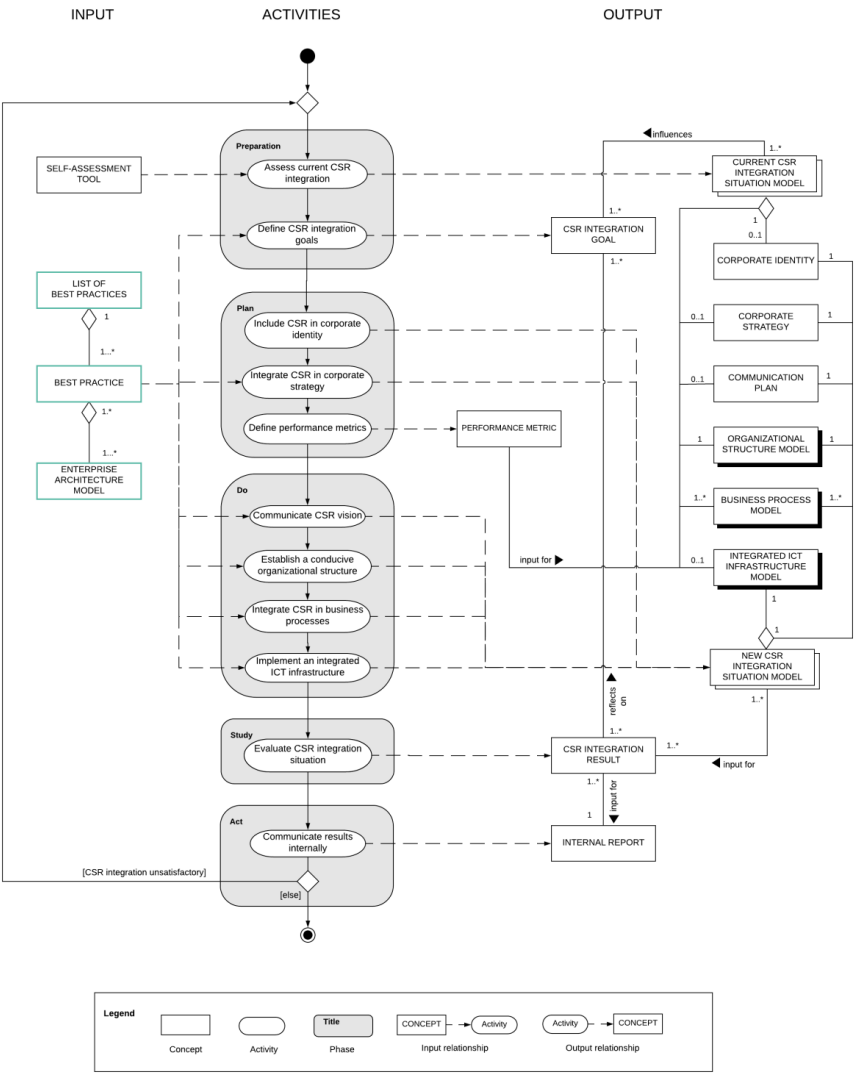 INPUT
ACTIVITIES
OUTPUT
Preparation
Assess current CSR
integration
Define CSR integration
goals
SELF-ASSESSMENT
TOOL
LIST OF
BEST PRACTICES
1
1...*
BEST PRACTICE
1.*
1...*
ENTERPRISE
ARCHITECTURE
MODEL
Plan
Include CSR in corporate
identity
Integrate CSR in corporate
strategy
Define performance metrics
PERFORMANCE METRIC
Do
Communicate CSR vision
Establish a conducive
organizational structure
Integrate CSR in business
processes
Implement an integrated
ICT infrastructure
Study
Evaluate CSR integration
situation
Act
Communicate results
internally
[CSR integration unsatisfactory]
[else]
influences
1..*
CURRENT CSR
INTEGRATION
SITUATION MODEL
1
0..1
1..*
CSR INTEGRATION
GOAL
1..*
CORPORATE IDENTITY
1
0..1
CORPORATE
STRATEGY
1
0..1
COMMUNICATION
PLAN
1
1
ORGANIZATIONAL
STRUCTURE MODEL
1
1..*
BUSINESS PROCESS
MODEL
1..*
input for
0..1
INTEGRATED ICT
INFRASTRUCTURE
MODEL
1
1
NEW CSR
INTEGRATION
SITUATION MODEL
1..*
reflects
on
1..*
CSR INTEGRATION
RESULT
1..*
input for
1..*
input for
1
INTERNAL REPORT
Legend
Concept
Activity
Title
Phase
CONCEPT
Activity
Input relationship
Activity
CONCEPT
Output relationship